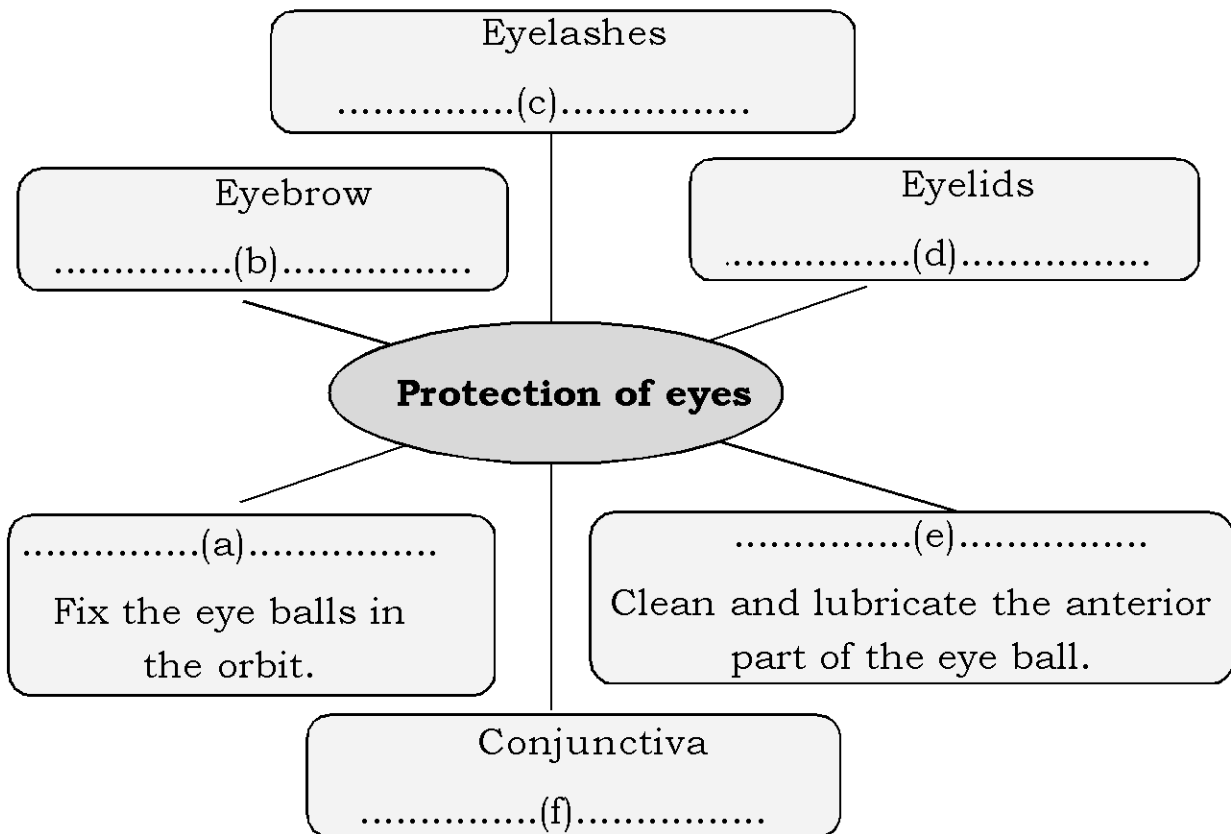 Eyelashes
...............(c)................
Eyebrow
...............(b)................
Eyelids
................(d)................
Protection of eyes
...............(a)................
Fix the eye balls in
the orbit.
...............(e)................
Clean and lubricate the anterior
part of the eye ball.
Conjunctiva
...............(f)................